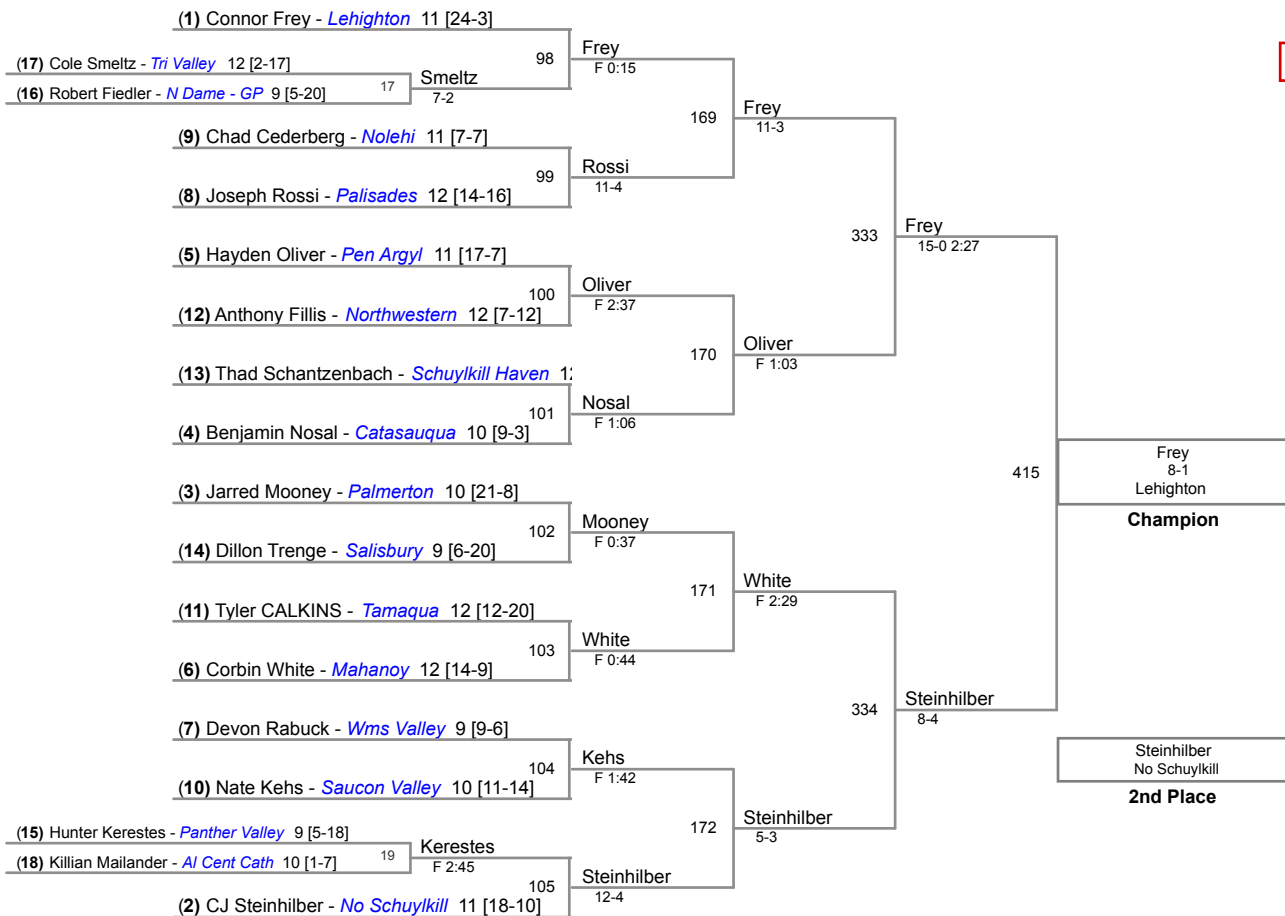 (1) Connor Frey - Lehighton 11 [24-3]
(17) Cole Smeltz - Tri Valley 12 [2-17]
(16) Robert Fiedler - N Dame - GP 9 [5-20]
17
Smeltz
7-2
98
Frey
F 0:15
(9) Chad Cederberg - Nolehi 11 [7-7]
(8) Joseph Rossi - Palisades 12 [14-16]
99
Rossi
11-4
169
Frey
11-3
(5) Hayden Oliver - Pen Argyl 11 [17-7]
(12) Anthony Fillis - Northwestern 12 [7-12]
100
Oliver
F 2:37
(13) Thad Schantzenbach - Schuylkill Haven 12
(4) Benjamin Nosal - Catasauqua 10 [9-3]
101
Nosal
F 1:06
170
Oliver
F 1:03
333
Frey
15-0 2:27
(3) Jarred Mooney - Palmerton 10 [21-8]
(14) Dillon Trenge - Salisbury 9 [6-20]
102
Mooney
F 0:37
(11) Tyler CALKINS - Tamaqua 12 [12-20]
(6) Corbin White - Mahanoy 12 [14-9]
103
White
F 0:44
171
White
F 2:29
(7) Devon Rabuck - Wms Valley 9 [9-6]
(10) Nate Kehs - Saucon Valley 10 [11-14]
104
Kehs
F 1:42
(15) Hunter Kerestes - Panther Valley 9 [5-18]
(18) Killian Mailander - Al Cent Cath 10 [1-7]
19
Kerestes
F 2:45
(2) CJ Steinhilber - No Schuylkill 11 [18-10]
105
Steinhilber
12-4
172
Steinhilber
5-3
334
Steinhilber
8-4
415
Frey
8-1
Lehighton
Champion
Steinhilber
No Schuylkill
2nd Place